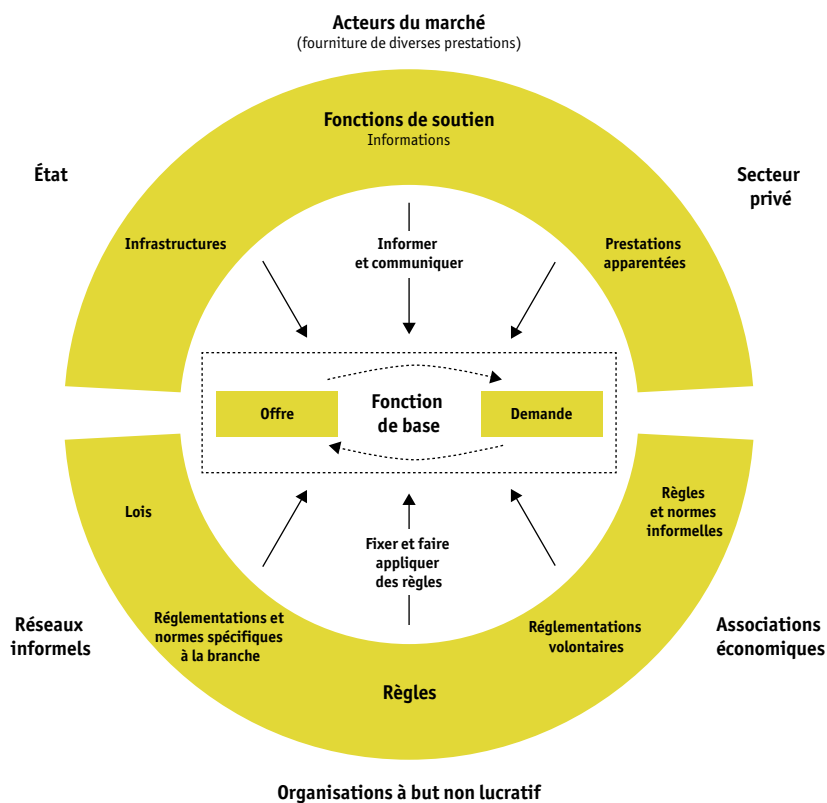 Acteurs du marché
(fourniture de diverses prestations)
Fonctions de soutien
Informations
État
Secteur
privé
Infrastructures
Informer
et communiquer
Prestations
apparentées
Offre
Fonction
de base
Demande
Lois
Règles
et normes
informelles
Fixer et faire
appliquer
des règles
Réseaux
informels
Réglementations et
normes spécifiques
à la branche
Réglementations
volontaires
Associations
économiques
Règles
Organisations à but non lucratif